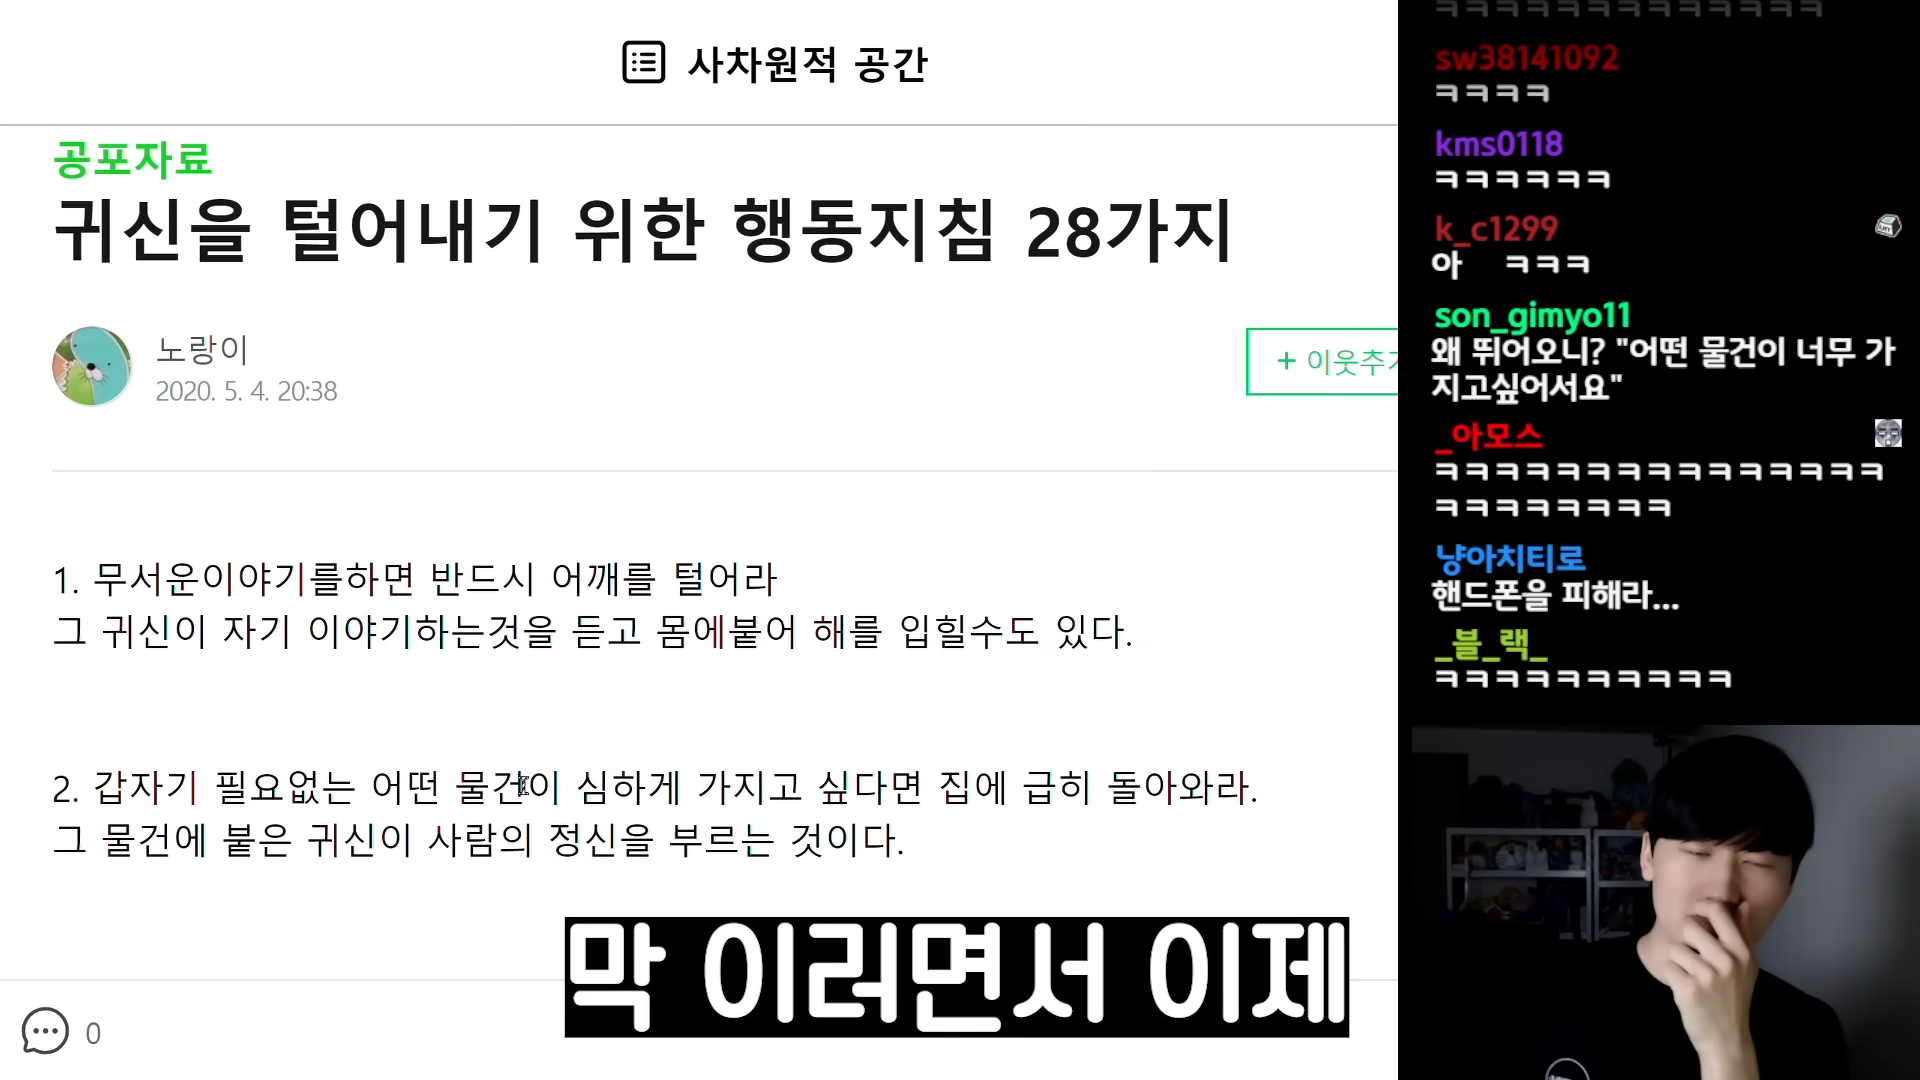 사차원적 공간
공포자료
귀신을 털어내기 위한 행동지침 28가지
노랑이
2020. 5. 4. 20:38
+ 이웃추가
1. 무서운이야기를하면 반드시 어깨를 털어라
그 귀신이 자기 이야기하는것을 듣고 몸에붙어 해를 입힐수도 있다.
2. 갑자기 필요없는 어떤 물건이 심하게 가지고 싶다면 집에 급히 돌아와라.
그 물건에 붙은 귀신이 사람의 정신을 부르는 것이다.
막 이러면서 이제
0
ㅋㅋㅋㅋㅋㅋㅋㅋㅋㅋㅋㅋㅋ
sw38141092
ㅋㅋㅋㅋ
kms0118
ㅋㅋㅋㅋㅋㅋ
k_c1299
아 ㅋㅋㅋ
son_gimyo11
왜 뛰어오니? "어떤 물건이 너무 가
지고싶어서요"
_아모스
ㅋㅋㅋㅋㅋㅋㅋㅋㅋㅋㅋㅋㅋㅋㅋ
ㅋㅋㅋㅋㅋㅋㅋㅋ
냥아치티로
핸드폰을 피해라...
_블_랙_
ㅋㅋㅋㅋㅋㅋㅋㅋㅋㅋ